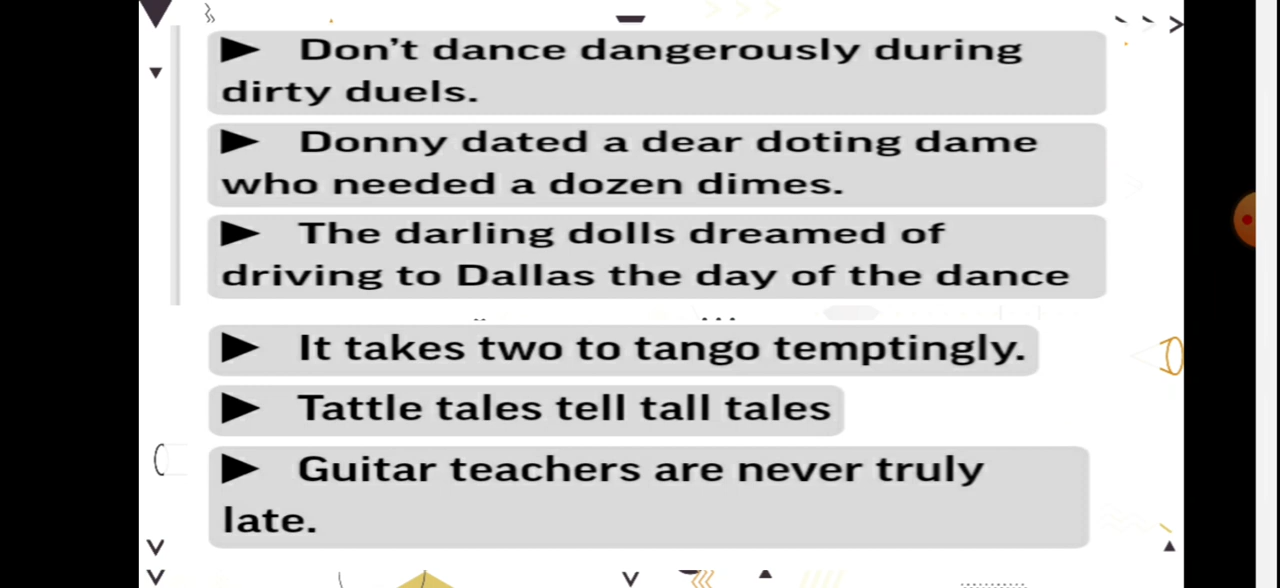 ► Don’t dance dangerously during
dirty duels.
► Donny dated a dear doting dame
who needed a dozen dimes.
► The darling dolls dreamed of
driving to Dallas the day of the dance
► It takes two to tango temptingly.
► Tattle tales tell tall tales
► Guitar teachers are never truly
late.